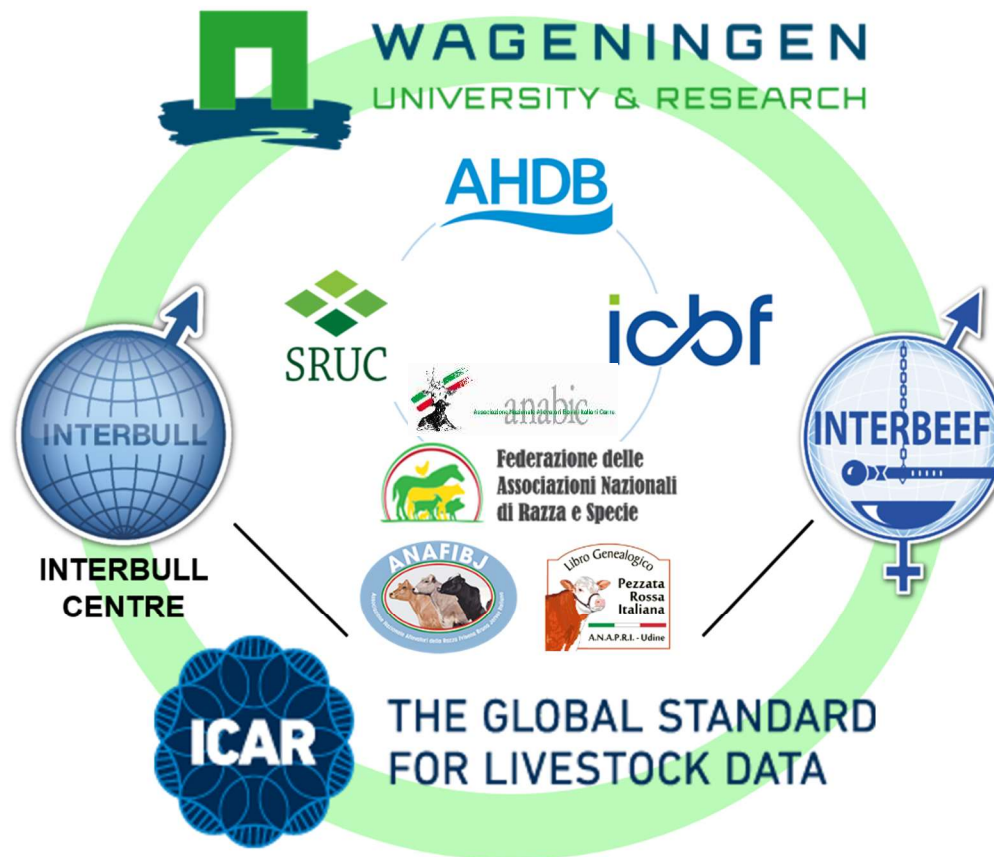 WAGENINGEN
UNIVERSITY & RESEARCH
AHDB
SRUC
icbf
anabic
INTERBULL
INTERBULL
CENTRE
INTERBEEF
Federazione delle
Associazioni Nazionali
di Razza e Specie
ANAFIBJ
Libro Genealogico
Pezzata
Rossa
Italiana
A.N.A.P.R.I. - Udine
ICAR
THE GLOBAL STANDARD
FOR LIVESTOCK DATA